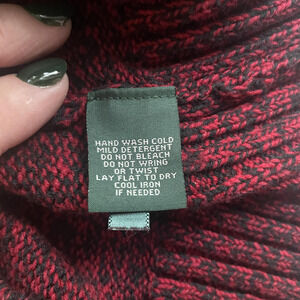 HAND WASH COLD
MILD DETERGENT
DO NOT BLEACH
DO NOT WRING
OR TWIST
LAY FLAT TO DRY
COOL IRON
IF NEEDED